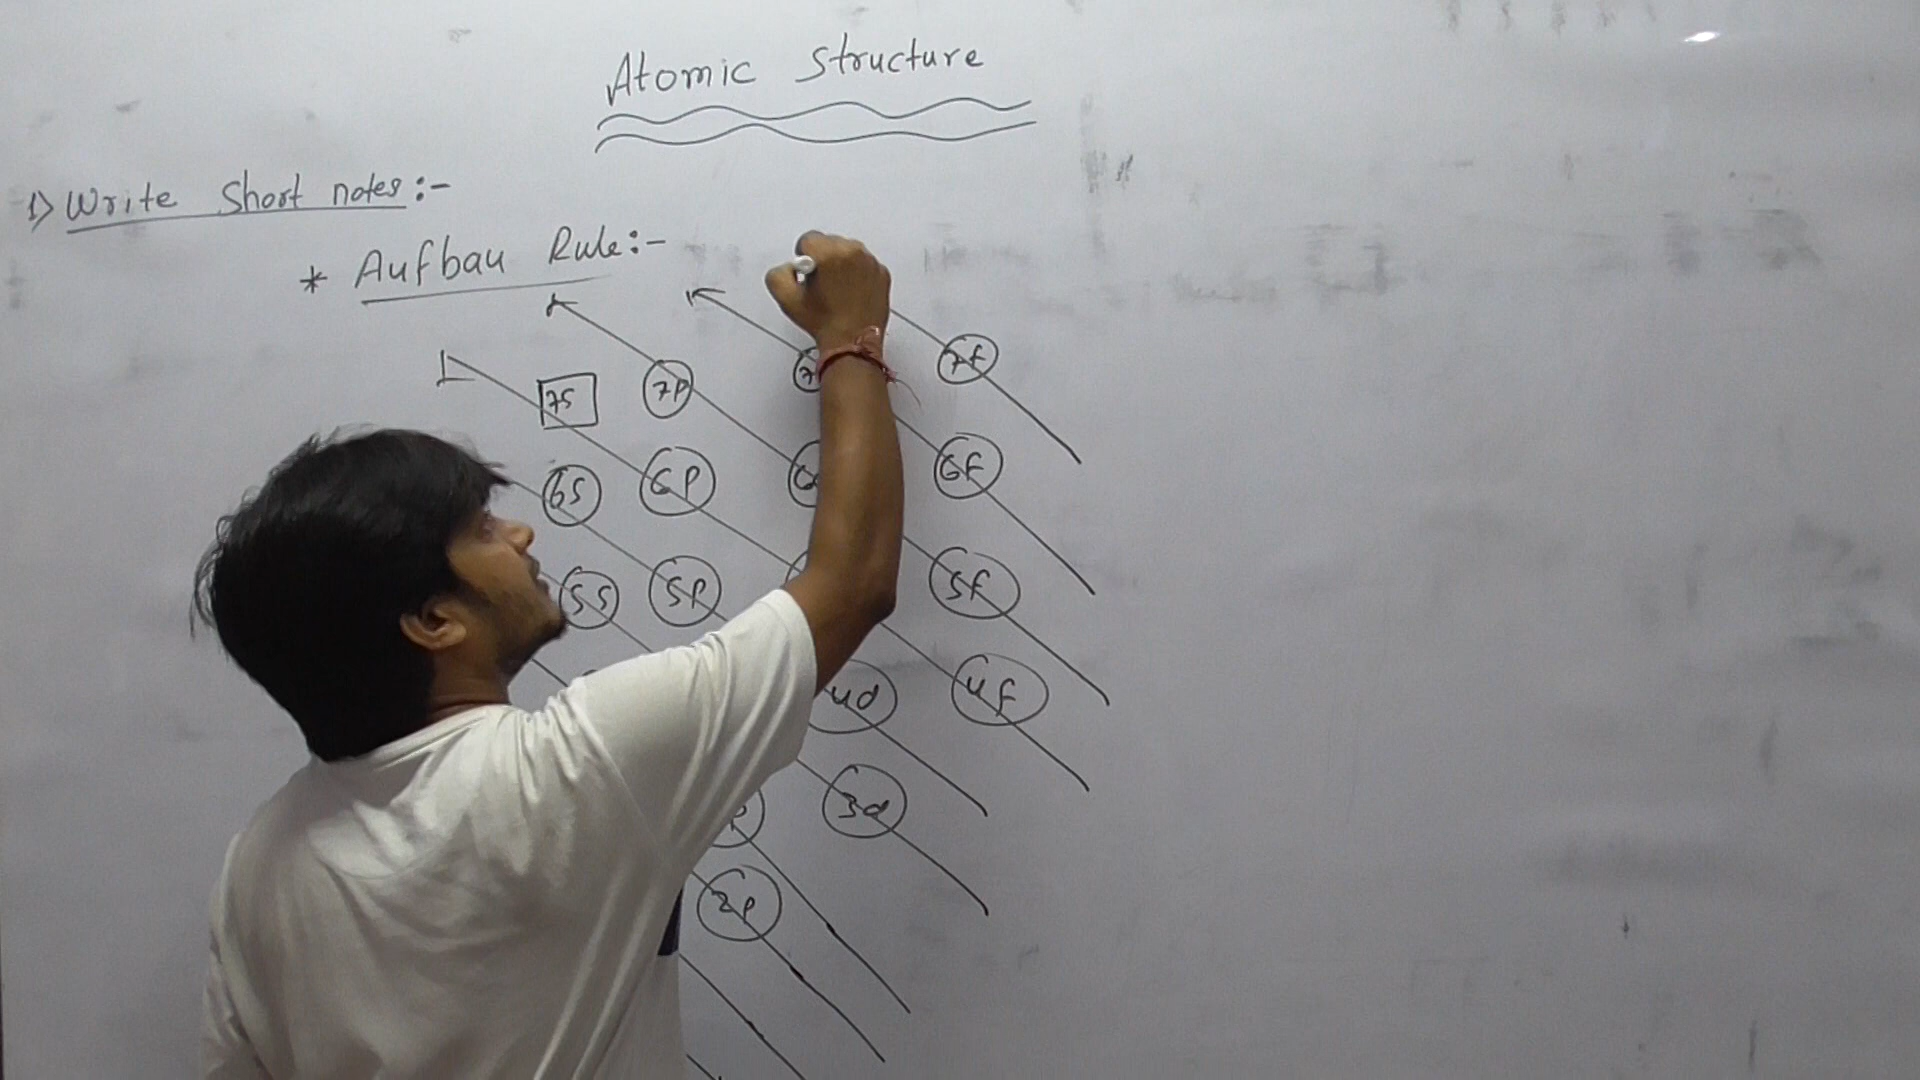 Atomic Structure
1) Write Short notes:-
* Aufbau Rule:-
7s 7p 7f
6s 6p 6f
5s 5p 5f
4d 4f
3d
2p